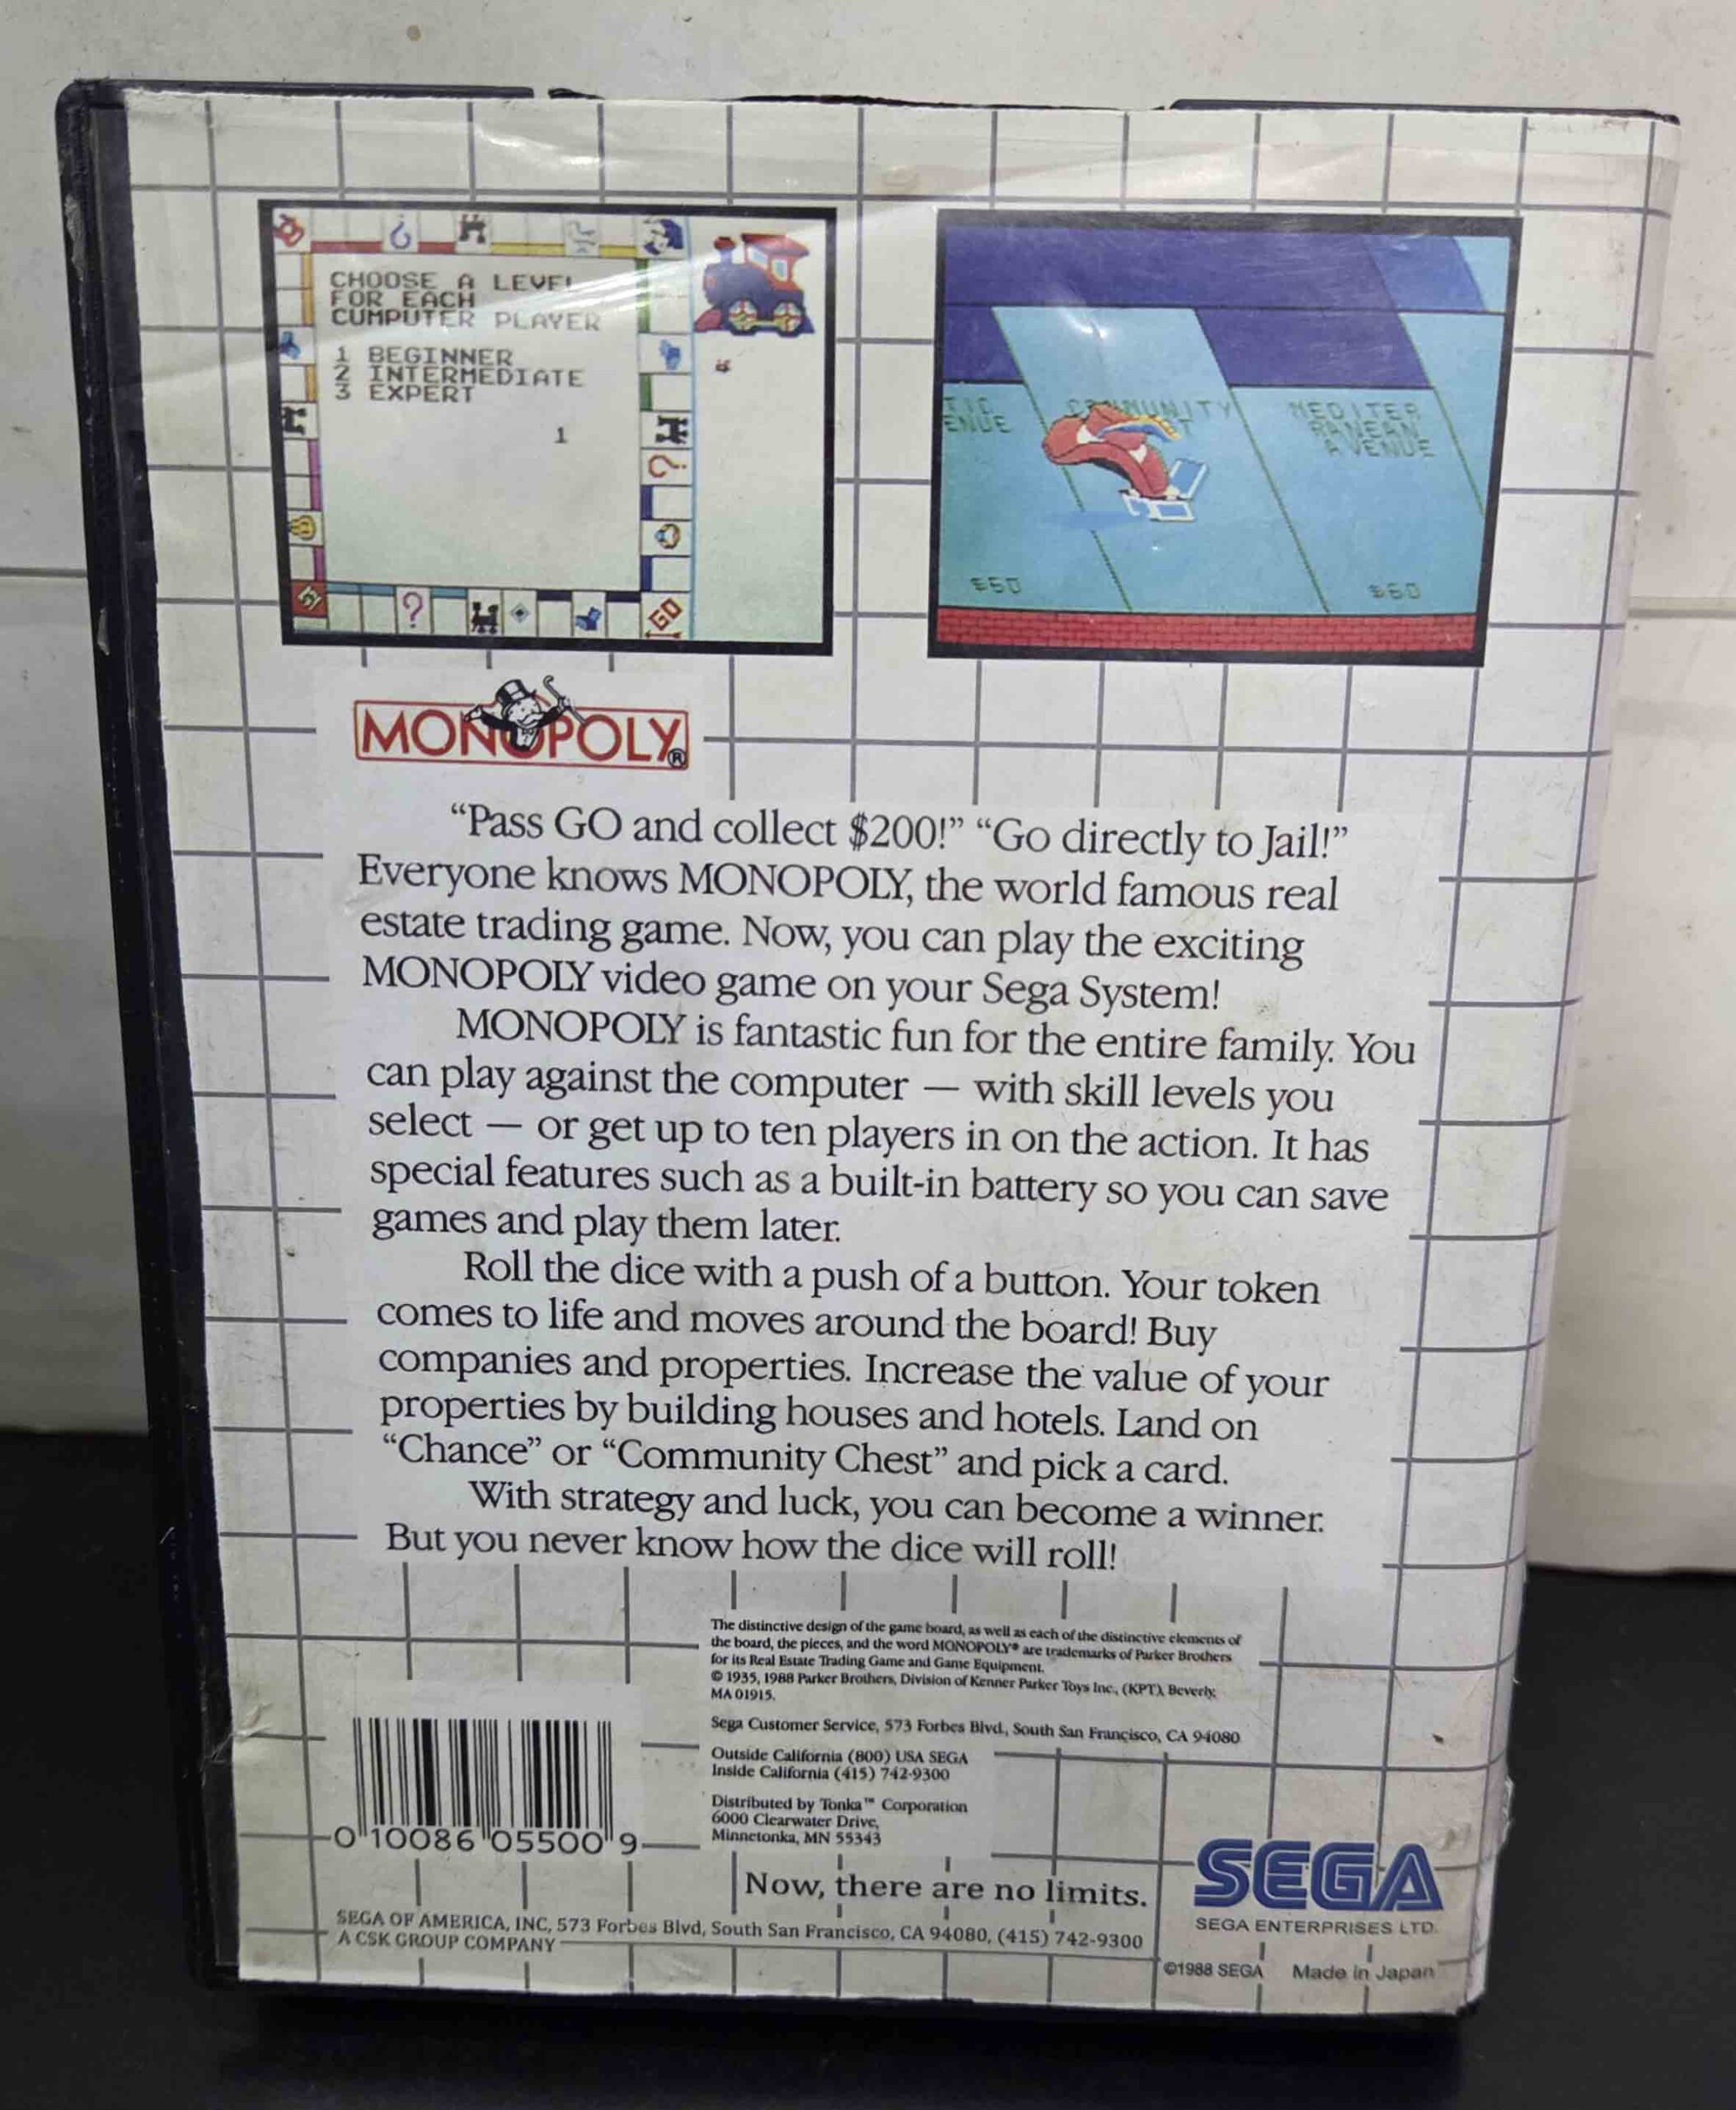 CHOOSE A LEVEL
FOR EACH
CUMPUTER PLAYER
1 BEGINNER
2 INTERMEDIATE
3 EXPERT
1
GO
TIC
ENUE
COMMUNITY
T
MEDITER
RANEAN
AVENUE
$60
$60
MONOPOLY®
“Pass GO and collect $200!” “Go directly to Jail!”
Everyone knows MONOPOLY, the world famous real
estate trading game. Now, you can play the exciting
MONOPOLY video game on your Sega System!
MONOPOLY is fantastic fun for the entire family. You
can play against the computer — with skill levels you
select — or get up to ten players in on the action. It has
special features such as a built-in battery so you can save
games and play them later.
Roll the dice with a push of a button. Your token
comes to life and moves around the board! Buy
companies and properties. Increase the value of your
properties by building houses and hotels. Land on
“Chance” or “Community Chest” and pick a card.
With strategy and luck, you can become a winner.
But you never know how the dice will roll!
The distinctive design of the game board, as well as each of the distinctive elements of
the board, the pieces, and the word MONOPOLY® are trademarks of Parker Brothers
for its Real Estate Trading Game and Game Equipment.
© 1935, 1988 Parker Brothers, Division of Kenner Parker Toys Inc., (KPT), Beverly,
MA 01915.
Sega Customer Service, 573 Forbes Blvd., South San Francisco, CA 94080
Outside California (800) USA SEGA
Inside California (415) 742-9300
Distributed by Tonka™ Corporation
6000 Clearwater Drive,
Minnetonka, MN 55343
0 10086 05500 9
Now, there are no limits.
SEGA
SEGA ENTERPRISES LTD.
SEGA OF AMERICA, INC, 573 Forbes Blvd, South San Francisco, CA 94080, (415) 742-9300
A CSK GROUP COMPANY
©1988 SEGA Made in Japan